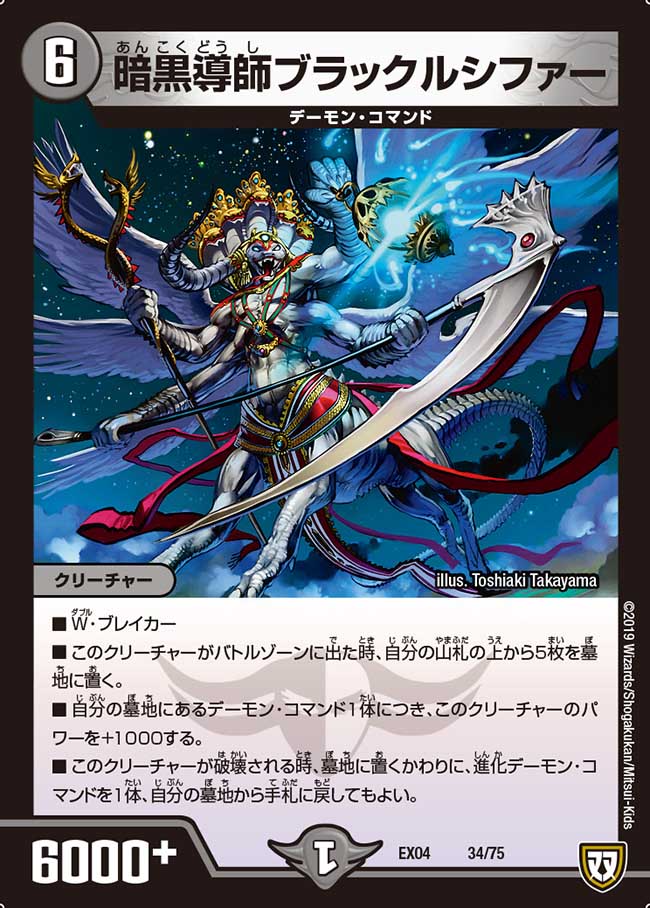 6
あんこくどうし
暗黒導師ブラックルシファー
デーモン・コマンド
クリーチャー
illus. Toshiaki Takayama
■W・ブレイカー
■このクリーチャーがバトルゾーンに出た時、自分の山札の上から5枚を墓
地に置く。
■自分の墓地にあるデーモン・コマンド1体につき、このクリーチャーのパ
ワーを+1000する。
■このクリーチャーが破壊される時、墓地に置くかわりに、進化デーモン・コ
マンドを1体、自分の墓地から手札に戻してもよい。
©2019 Wizards/Shogakukan/Mitsui-Kids
6000+
1
EX04 34/75